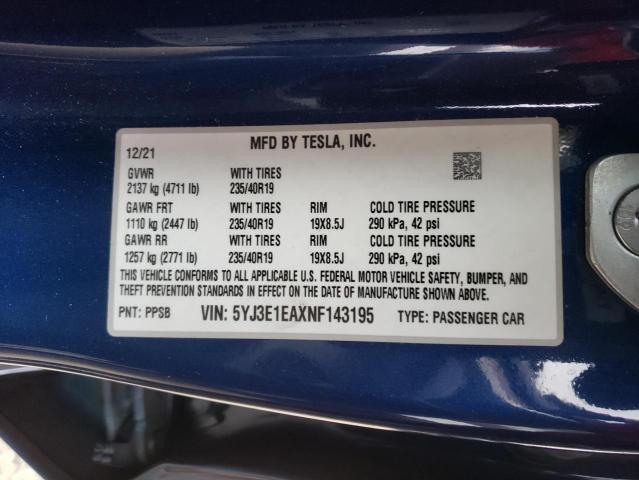 MFD BY TESLA, INC.
12/21
GVWR WITH TIRES
2137 kg (4711 lb) 235/40R19
GAWR FRT WITH TIRES RIM COLD TIRE PRESSURE
1110 kg (2447 lb) 235/40R19 19X8.5J 290 kPa, 42 psi
GAWR RR WITH TIRES RIM COLD TIRE PRESSURE
1257 kg (2771 lb) 235/40R19 19X8.5J 290 kPa, 42 psi
THIS VEHICLE CONFORMS TO ALL APPLICABLE U.S. FEDERAL MOTOR VEHICLE SAFETY, BUMPER, AND
THEFT PREVENTION STANDARDS IN EFFECT ON THE DATE OF MANUFACTURE SHOWN ABOVE.
PNT: PPSB VIN: 5YJ3E1EAXNF143195 TYPE: PASSENGER CAR